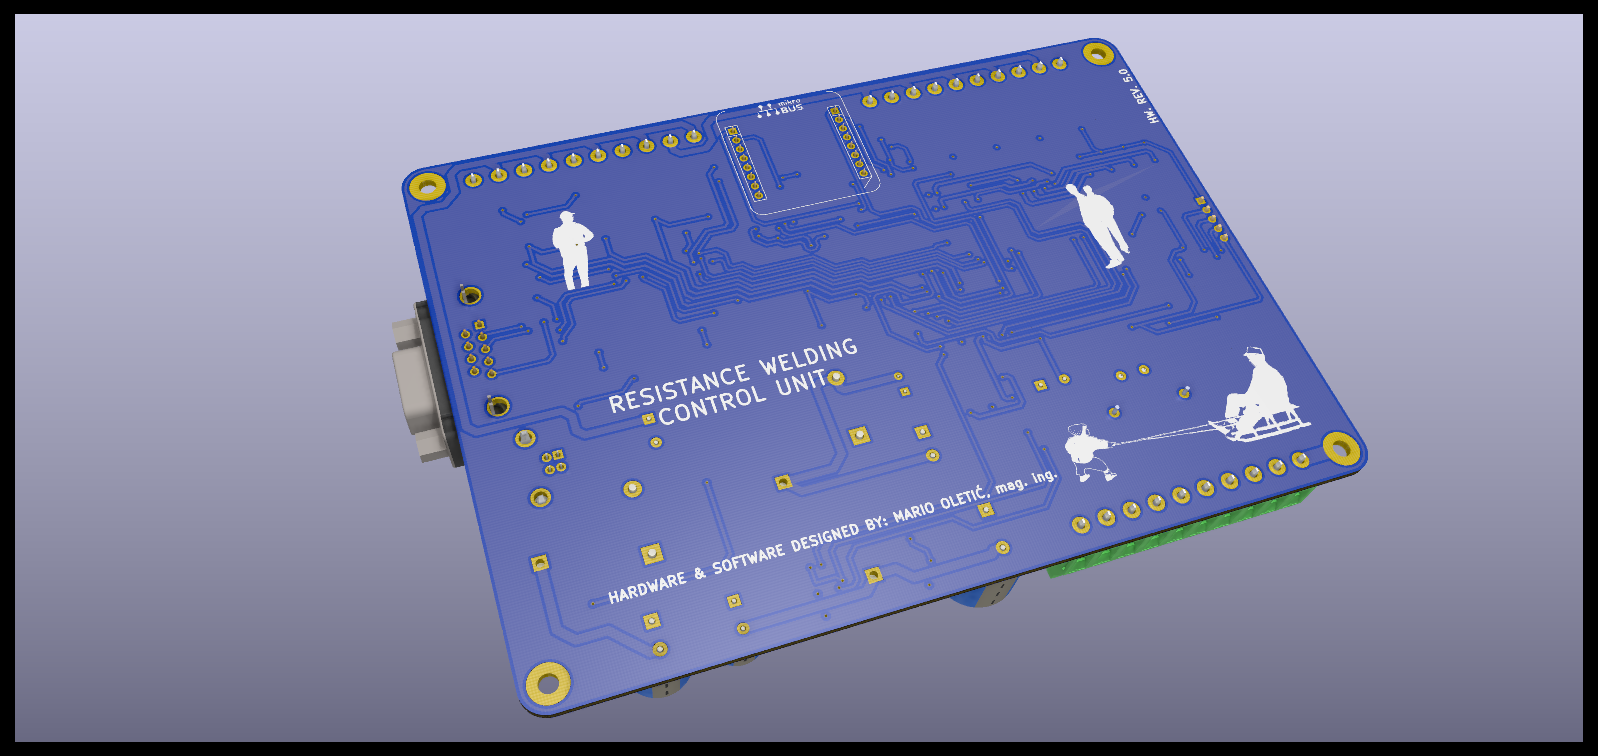 mikro
BUS
HW. REV. 5.0
RESISTANCE WELDING
CONTROL UNIT
HARDWARE & SOFTWARE DESIGNED BY: MARIO OLETIĆ, mag. ing.